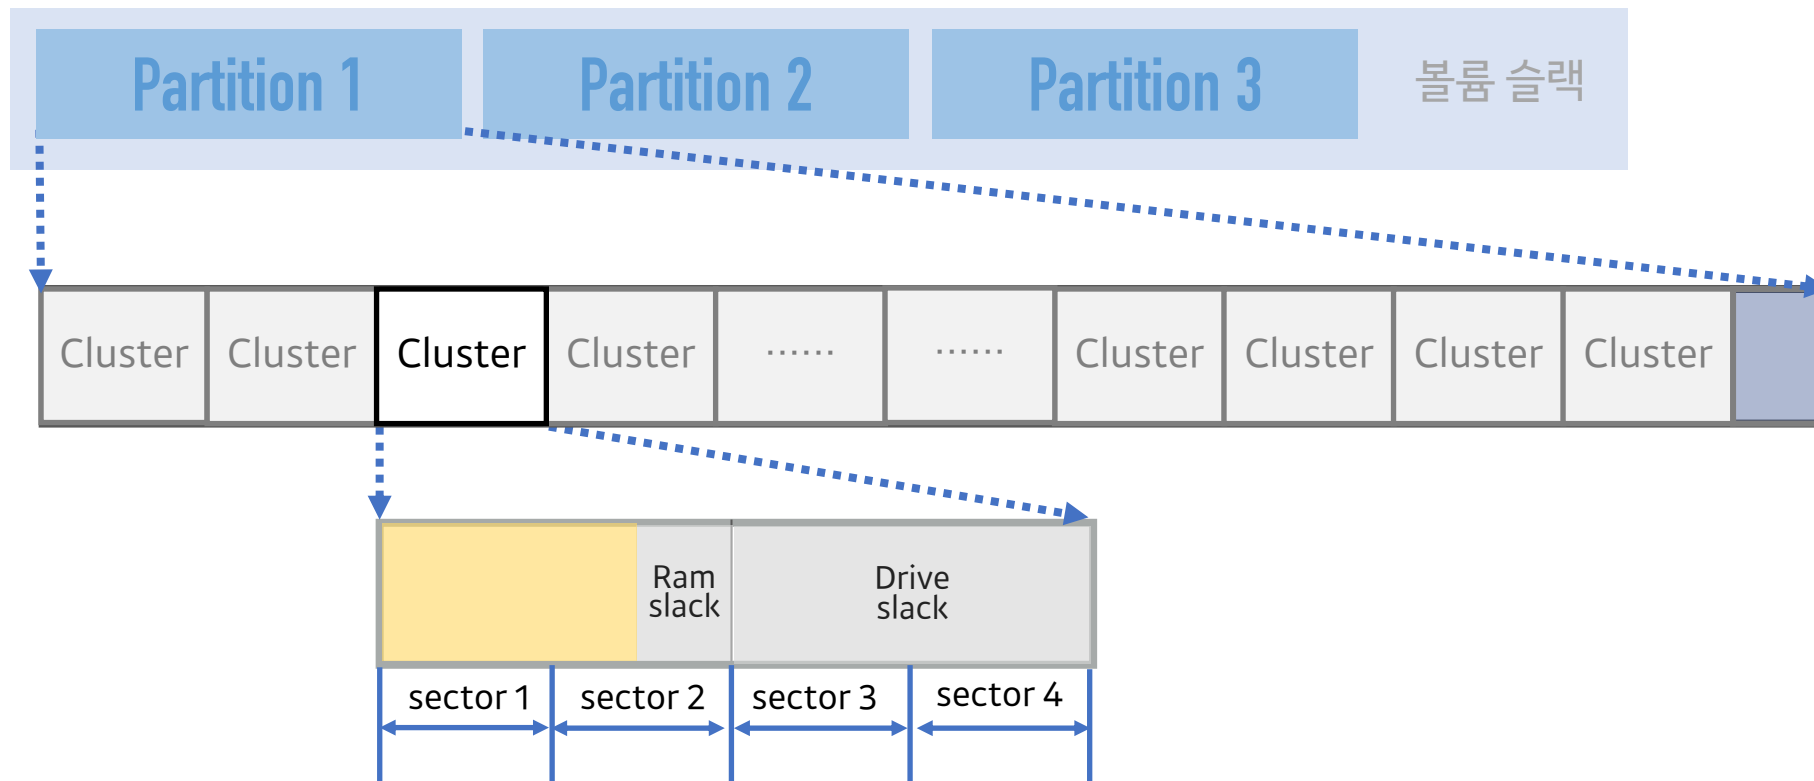 Partition 1
Partition 2
Partition 3
볼륨 슬랙
Cluster
Cluster
Cluster
Cluster
......
......
Cluster
Cluster
Cluster
Cluster
Ram
slack
Drive
slack
sector 1
sector 2
sector 3
sector 4